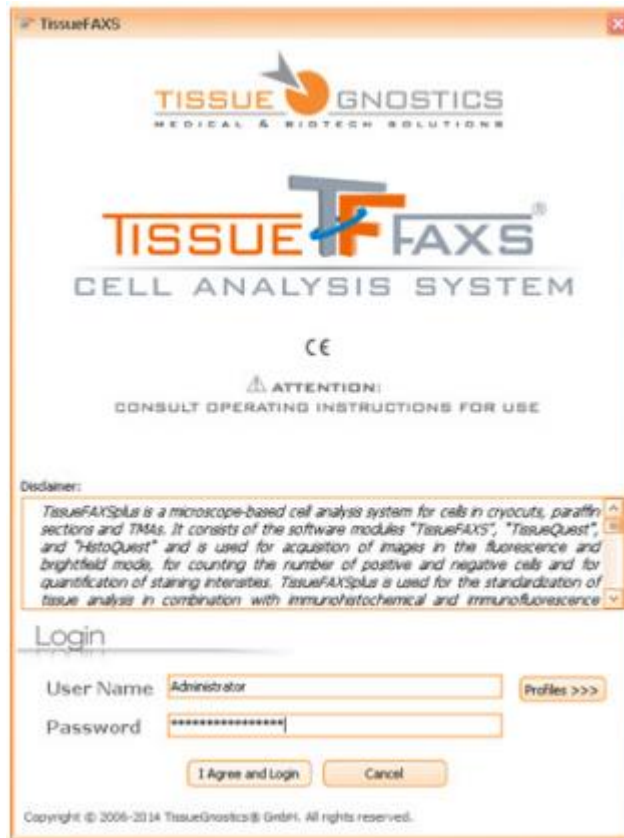 TissueFAXS
TISSUE GNOSTICS
MEDICAL & BIOTECH SOLUTIONS
TISSUE TF FAXS®
CELL ANALYSIS SYSTEM
CE
⚠ ATTENTION:
CONSULT OPERATING INSTRUCTIONS FOR USE
Disclaimer:
TissueFAXSplus is a microscope-based cell analysis system for cells in cryocuts, paraffin
sections and TMAs. It consists of the software modules "TissueFAXS", "TissueQuest",
and "HistoQuest" and is used for acquisition of images in the fluorescence and
brightfield mode, for counting the number of positive and negative cells and for
quantification of staining intensities. TissueFAXSplus is used for the standardization of
tissue analysis in combination with immunohistochemical and immunofluorescence
Login
User Name Administrator Profiles >>>
Password ****************
I Agree and Login Cancel
Copyright © 2006-2014 TissueGnostics® GmbH. All rights reserved.